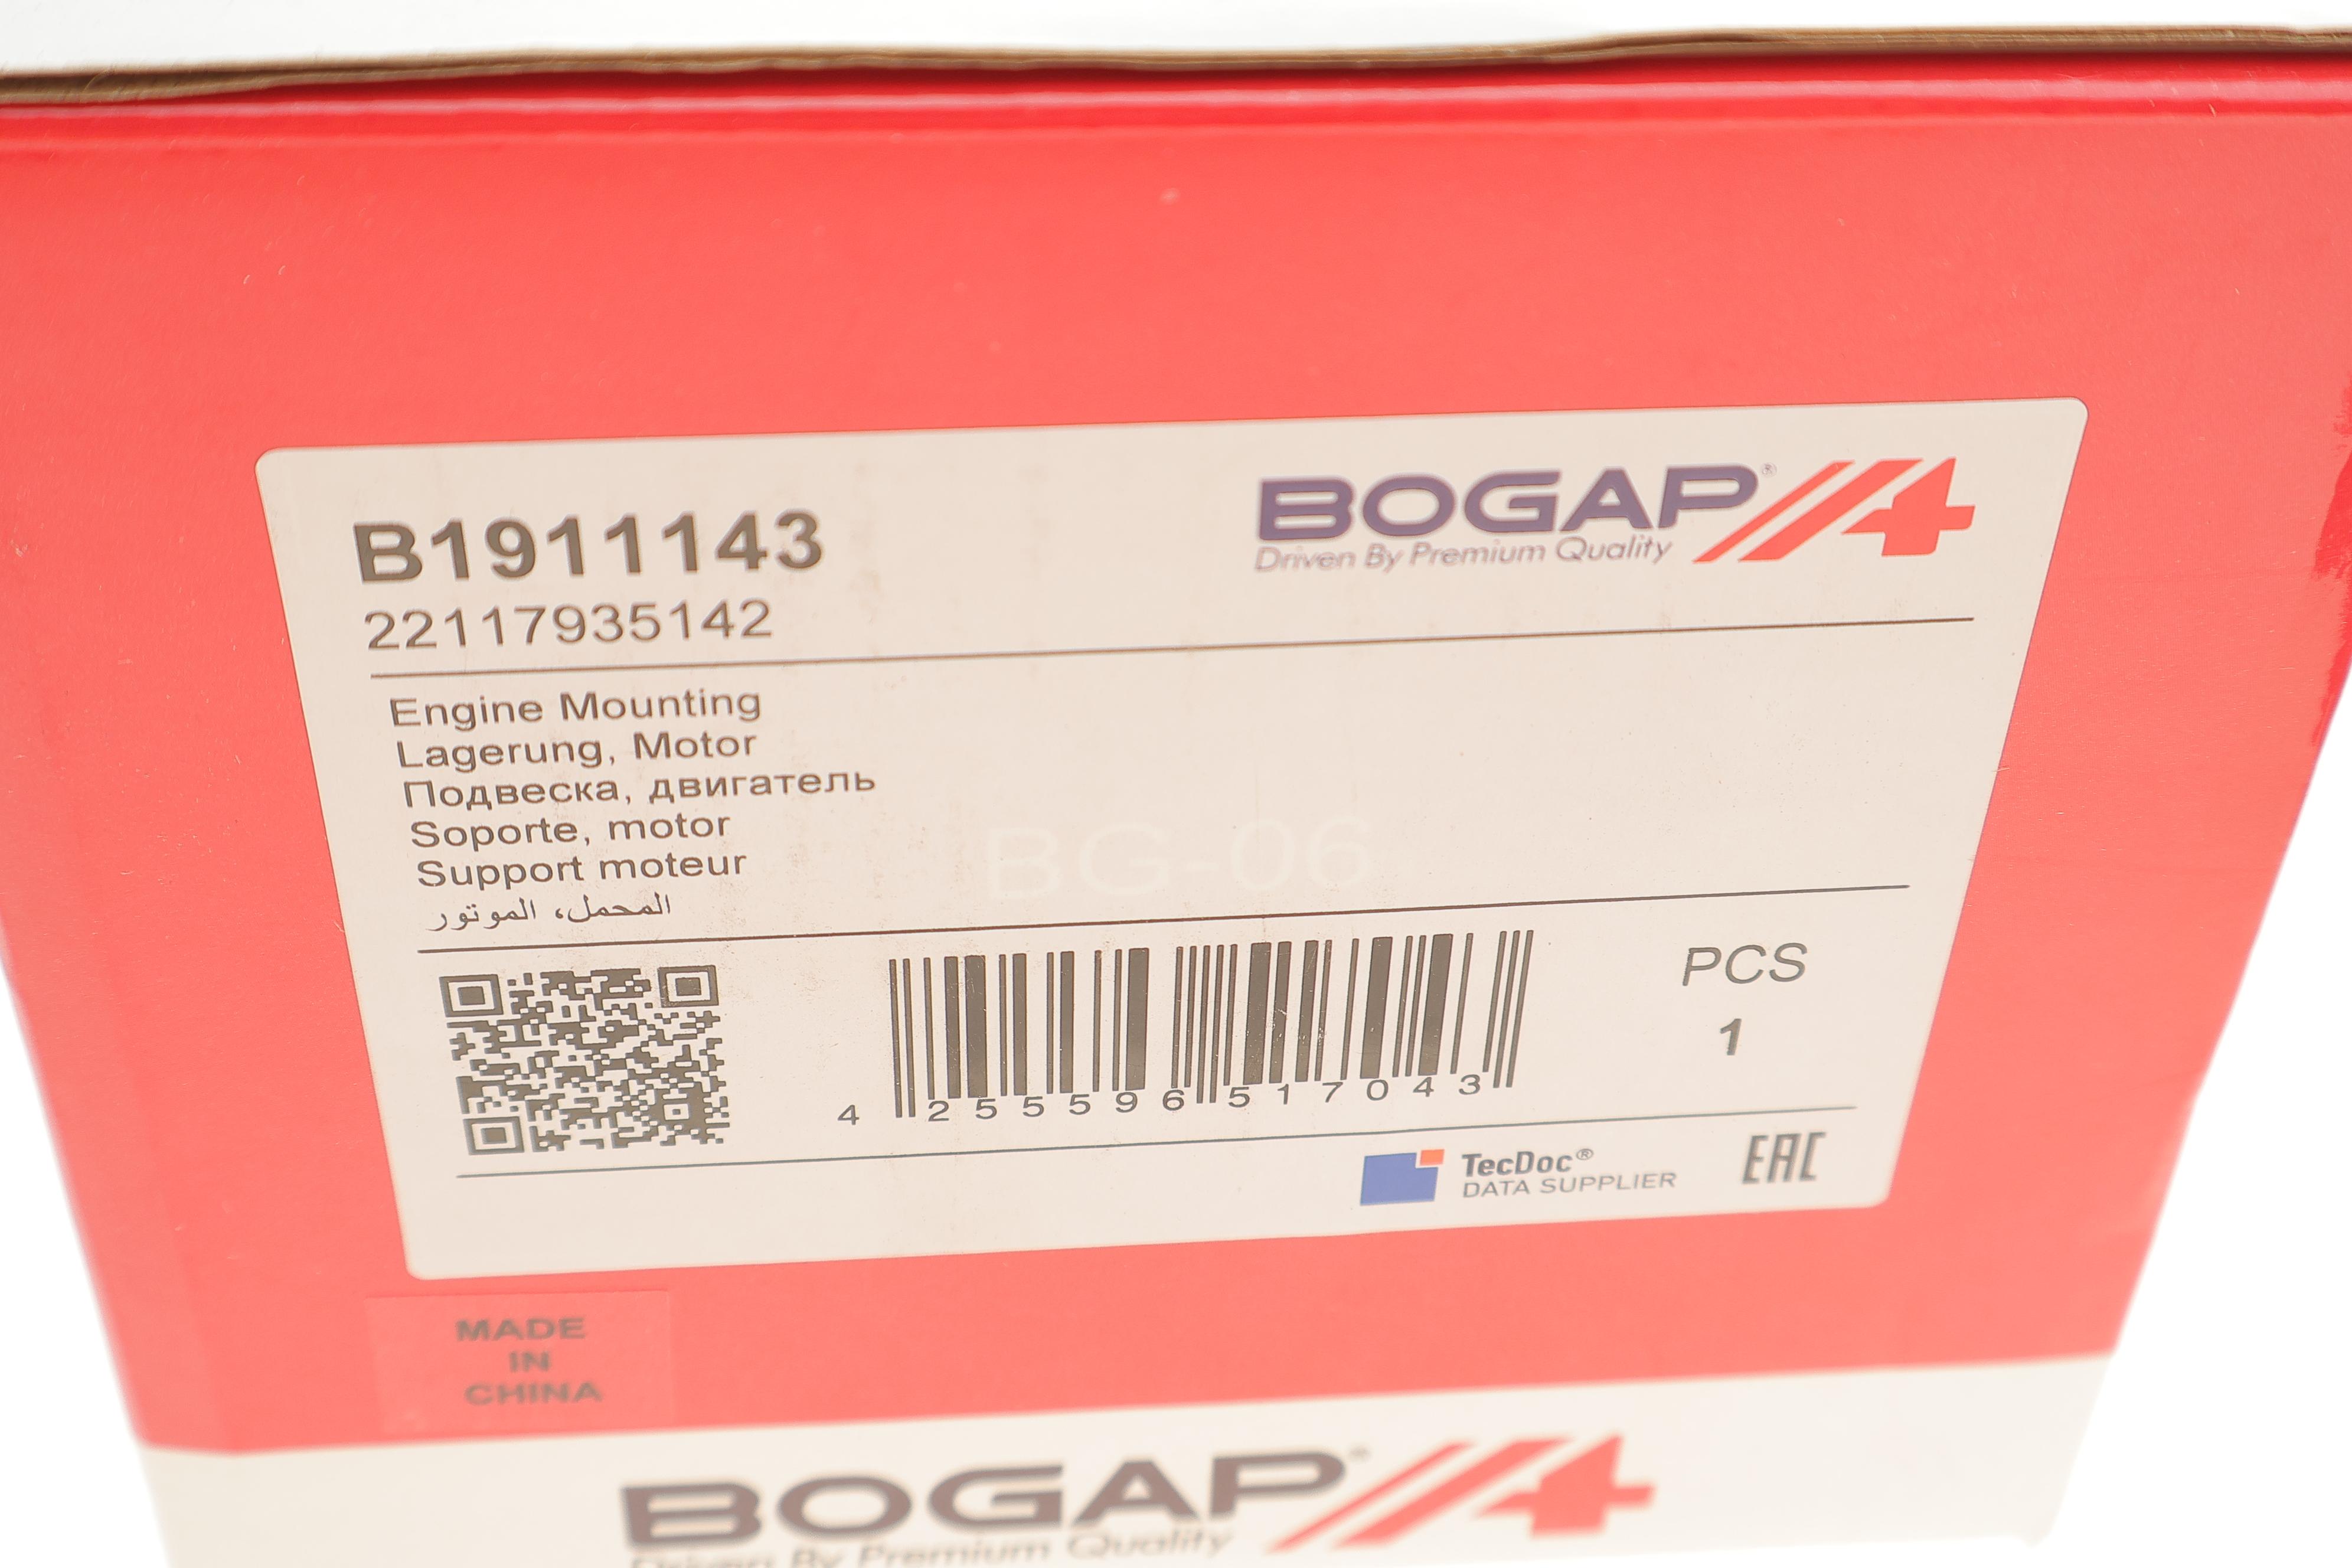 B1911143
22117935142
BOGAP®
Driven By Premium Quality
Engine Mounting
Lagerung, Motor
Подвеска, двигатель
Soporte, motor
Support moteur
المحمل، الموتور
BG 06
4 255596 517043
PCS
1
TecDoc®
DATA SUPPLIER
EAC
MADE
IN
CHINA
BOGAP®
Driven By Premium Quality